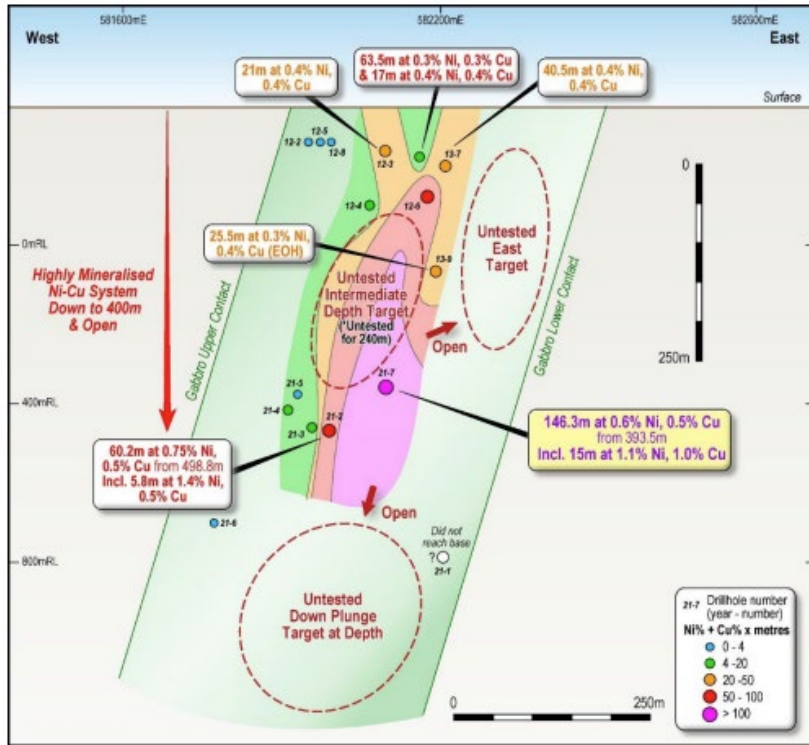 581600mE
582200mE
582600mE
West
East
63.5m at 0.3% Ni, 0.3% Cu
& 17m at 0.4% Ni, 0.4% Cu
21m at 0.4% Ni,
0.4% Cu
40.5m at 0.4% Ni,
0.4% Cu
Surface
12-5
12-2
12-8
12-3
13-7
12-4
12-6
0
0mRL
25.5m at 0.3% Ni,
0.4% Cu (EOH)
13-9
Untested
East
Target
Highly Mineralised
Ni-Cu System
Down to 400m
& Open
Gabbro Upper Contact
Untested
Intermediate
Depth Target
(*Untested
for 240m)
Open
Gabbro Lower Contact
250m
400mRL
21-5
21-7
21-4
21-3
21-2
146.3m at 0.6% Ni, 0.5% Cu
from 393.5m
Incl. 15m at 1.1% Ni, 1.0% Cu
60.2m at 0.75% Ni,
0.5% Cu from 498.8m
Incl. 5.8m at 1.4% Ni,
0.5% Cu
Open
21-6
Did not
reach base
?
21-1
800mRL
Untested
Down Plunge
Target at Depth
21-7 Drillhole number
(year - number)
Ni% + Cu% x metres
0 - 4
4 -20
20 -50
50 - 100
> 100
0
250m